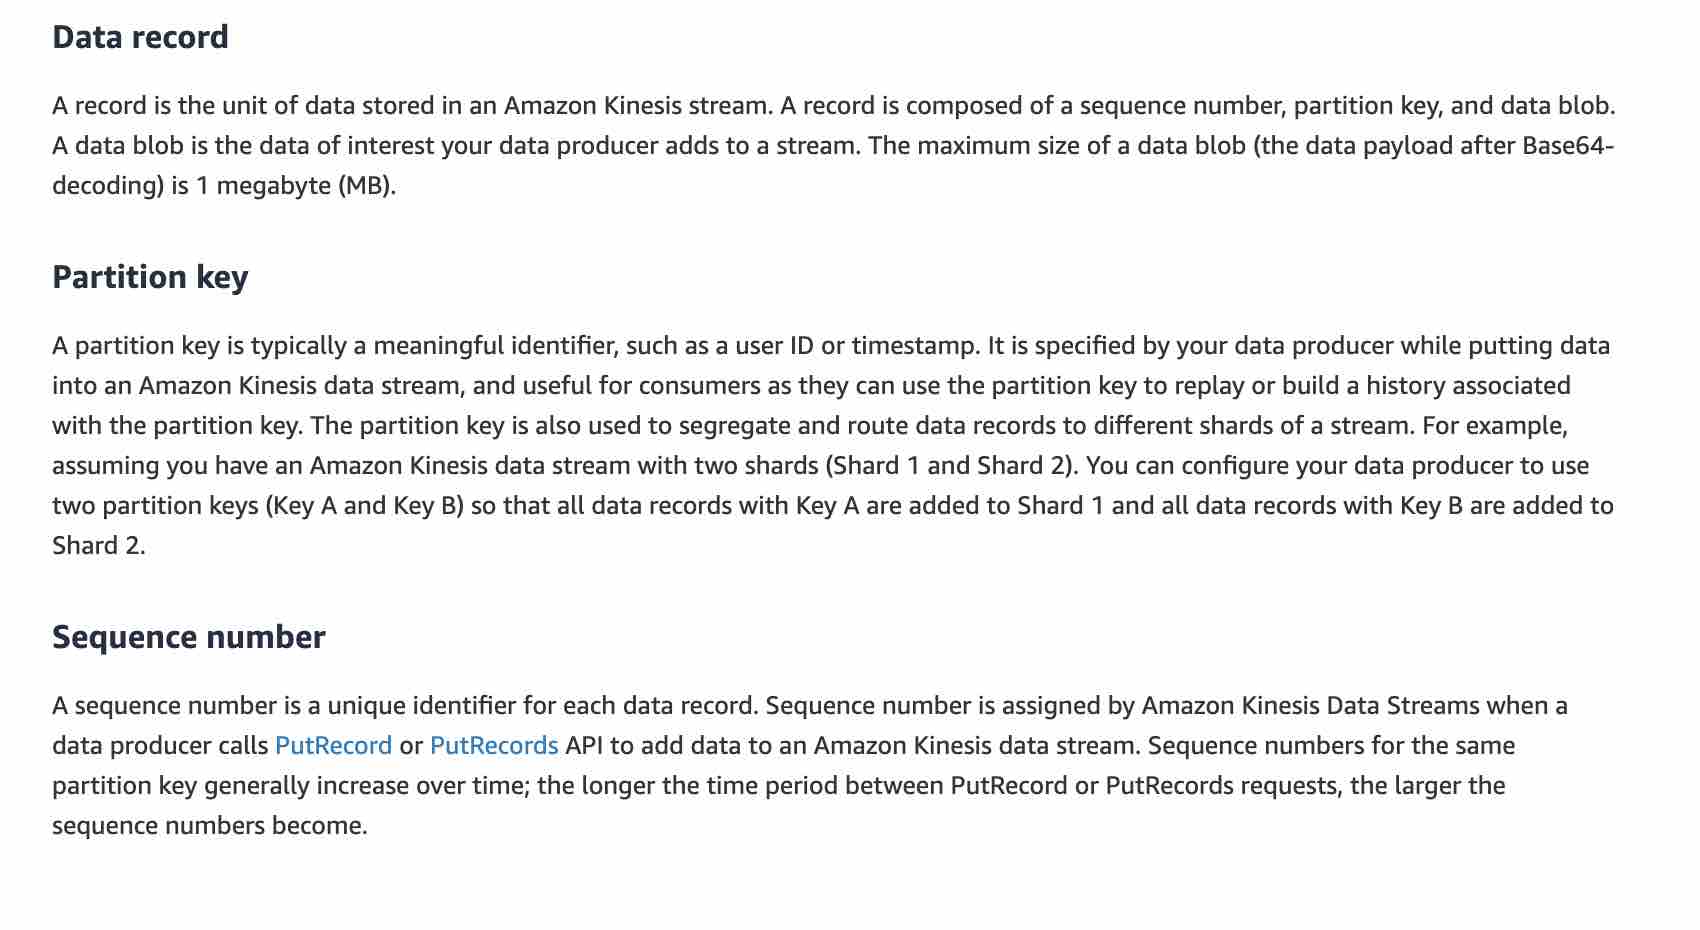 Data record
A record is the unit of data stored in an Amazon Kinesis stream. A record is composed of a sequence number, partition key, and data blob.
A data blob is the data of interest your data producer adds to a stream. The maximum size of a data blob (the data payload after Base64-
decoding) is 1 megabyte (MB).
Partition key
A partition key is typically a meaningful identifier, such as a user ID or timestamp. It is specified by your data producer while putting data
into an Amazon Kinesis data stream, and useful for consumers as they can use the partition key to replay or build a history associated
with the partition key. The partition key is also used to segregate and route data records to different shards of a stream. For example,
assuming you have an Amazon Kinesis data stream with two shards (Shard 1 and Shard 2). You can configure your data producer to use
two partition keys (Key A and Key B) so that all data records with Key A are added to Shard 1 and all data records with Key B are added to
Shard 2.
Sequence number
A sequence number is a unique identifier for each data record. Sequence number is assigned by Amazon Kinesis Data Streams when a
data producer calls PutRecord or PutRecords API to add data to an Amazon Kinesis data stream. Sequence numbers for the same
partition key generally increase over time; the longer the time period between PutRecord or PutRecords requests, the larger the
sequence numbers become.